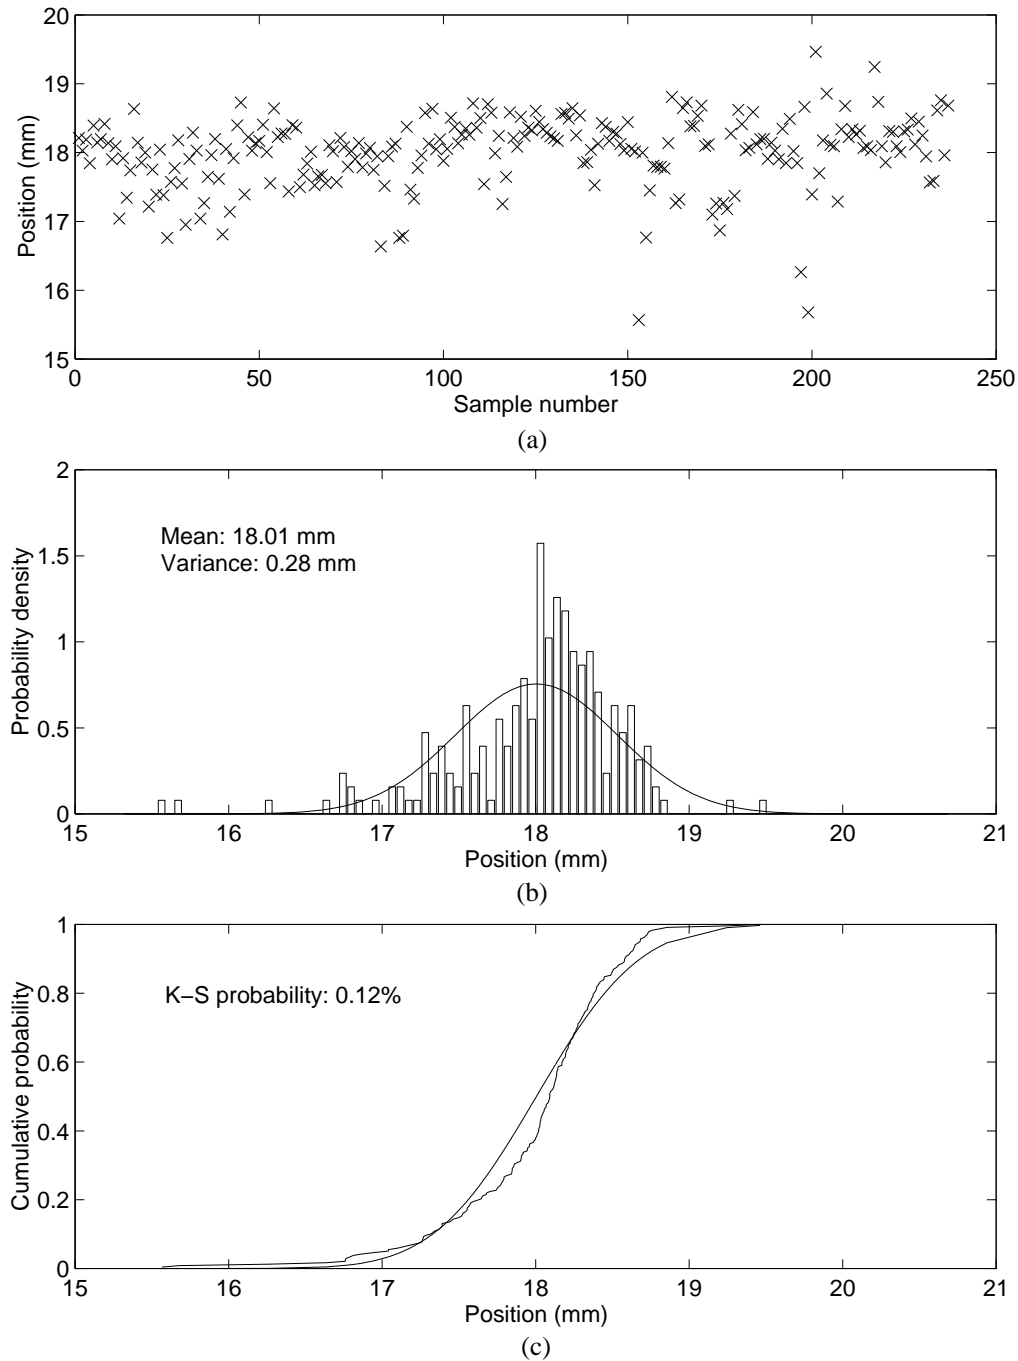 20
19
18
17
16
15
Position (mm)
0 50 100 150 200 250
Sample number
(a)
2
1.5
1
0.5
0
Probability density
Mean: 18.01 mm
Variance: 0.28 mm
15 16 17 18 19 20 21
Position (mm)
(b)
1
0.8
0.6
0.4
0.2
0
Cumulative probability
K−S probability: 0.12%
15 16 17 18 19 20 21
Position (mm)
(c)